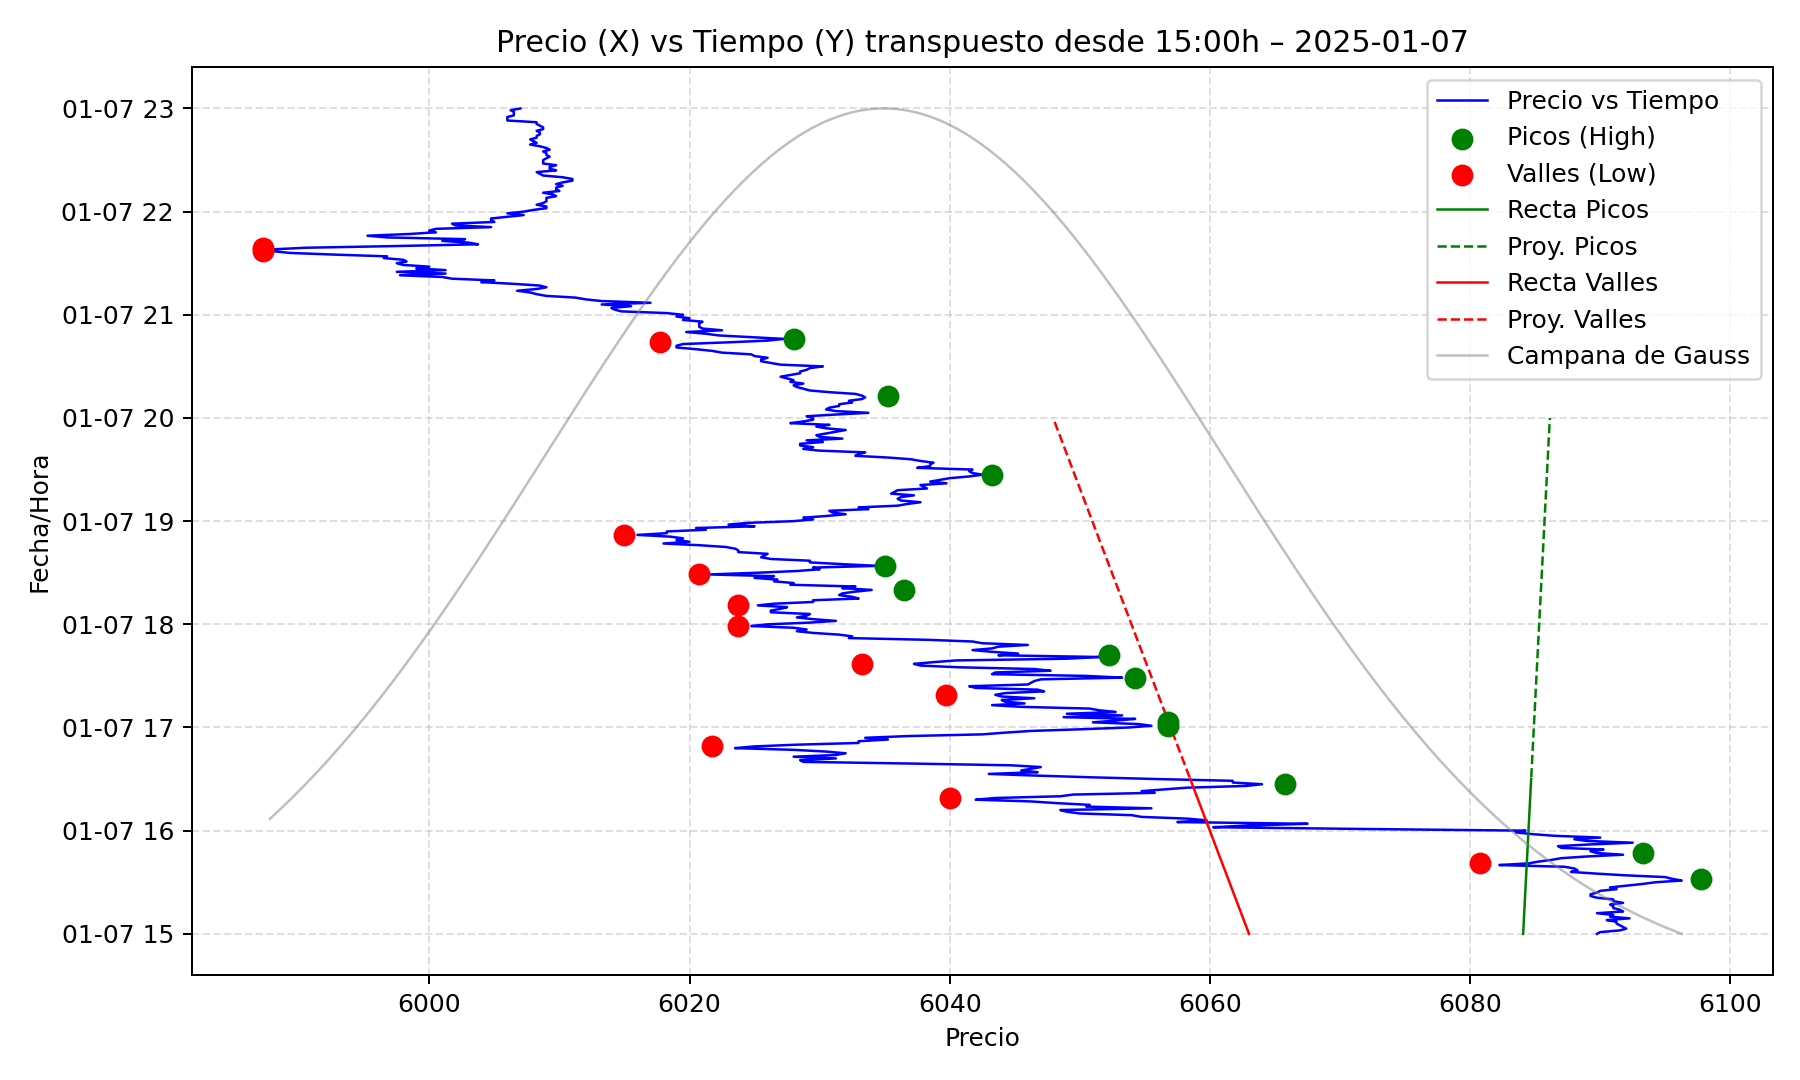 Precio (X) vs Tiempo (Y) transpuesto desde 15:00h – 2025-01-07
Precio vs Tiempo
Picos (High)
Valles (Low)
Recta Picos
Proy. Picos
Recta Valles
Proy. Valles
Campana de Gauss
Fecha/Hora
01-07 23
01-07 22
01-07 21
01-07 20
01-07 19
01-07 18
01-07 17
01-07 16
01-07 15
6000 6020 6040 6060 6080 6100
Precio